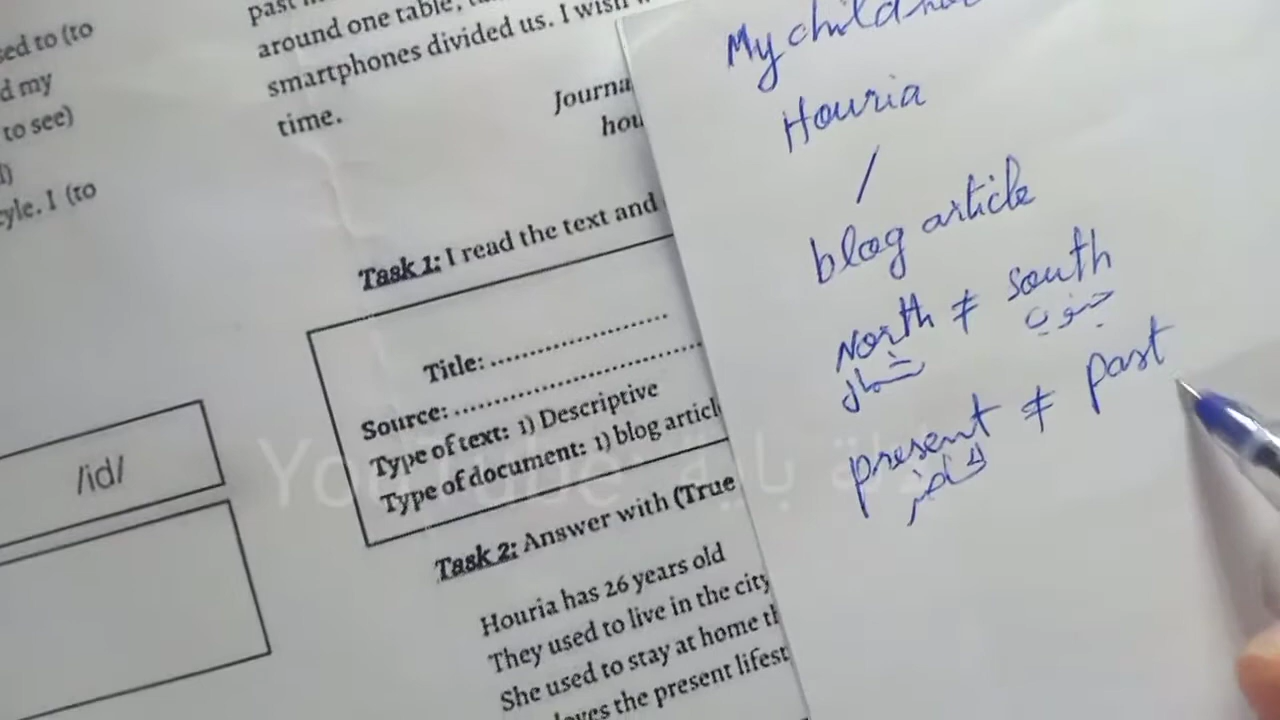 sed to (to
d my
to see)
cyle. I (to
/id/
past
around one table,
smartphones divided us. I wish
time.
Journa
hou
Task 1: I read the text and
Title: ........................
Source: ........................
Type of text: 1) Descriptive
Type of document: 1) blog articl
Task 2: Answer with (True
Houria has 26 years old
They used to live in the city
She used to stay at home th
loves the present lifest
My childho
Houria
/
blog article
North ≠ South
شمال جنوب
present ≠ past
الحاضر
YouTube